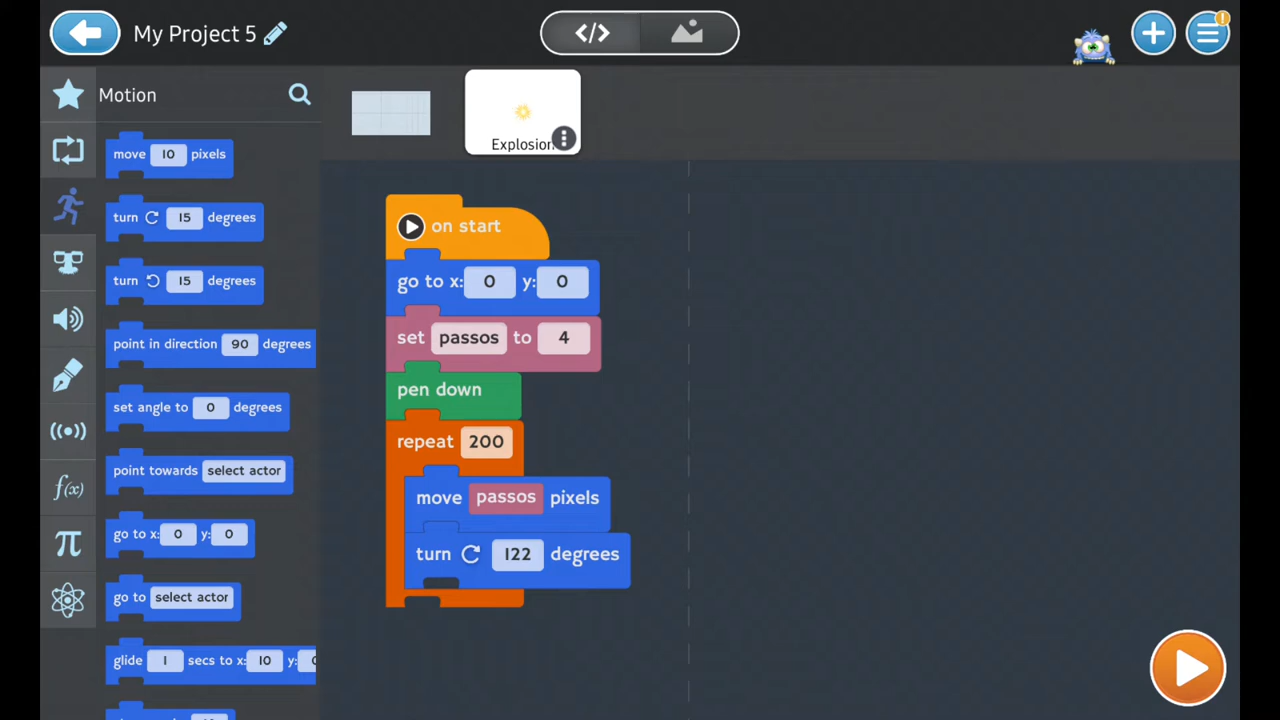 My Project 5
</>
!
Motion
Explosion
move 10 pixels
turn 15 degrees
turn 15 degrees
point in direction 90 degrees
set angle to 0 degrees
point towards select actor
go to x: 0 y: 0
go to select actor
glide 1 secs to x: 10 y:
f(x)
π
on start
go to x: 0 y: 0
set passos to 4
pen down
repeat 200
move passos pixels
turn 122 degrees